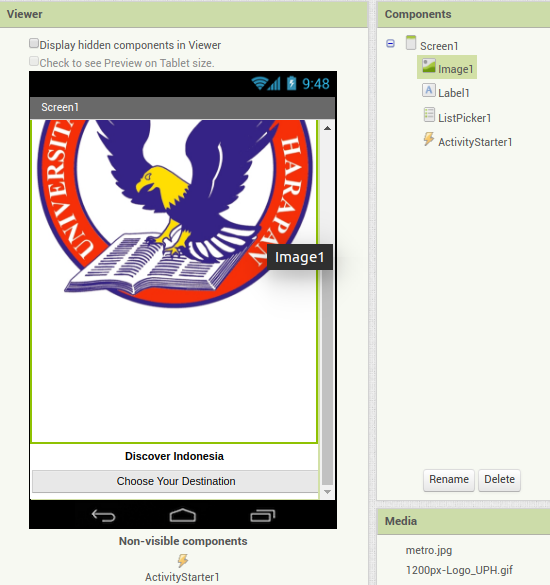 Viewer
Display hidden components in Viewer
Check to see Preview on Tablet size.
9:48
Screen1
UNIVERSITA
HARAPAN
Image1
Discover Indonesia
Choose Your Destination
Non-visible components
ActivityStarter1
Components
Screen1
Image1
A Label1
ListPicker1
ActivityStarter1
Rename Delete
Media
metro.jpg
1200px-Logo_UPH.gif